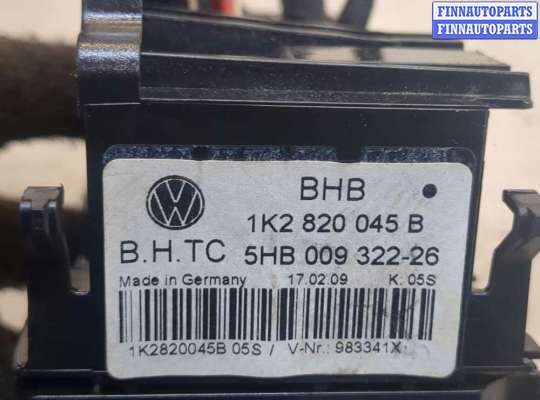 FINNAUTOPARTS
FINNAUTOPARTS
BHB
1K2 820 045 B
B.H.TC 5HB 009 322-26
Made in Germany 17.02.09 K: 05S
1K2820045B 05S / V-Nr.: 983341X